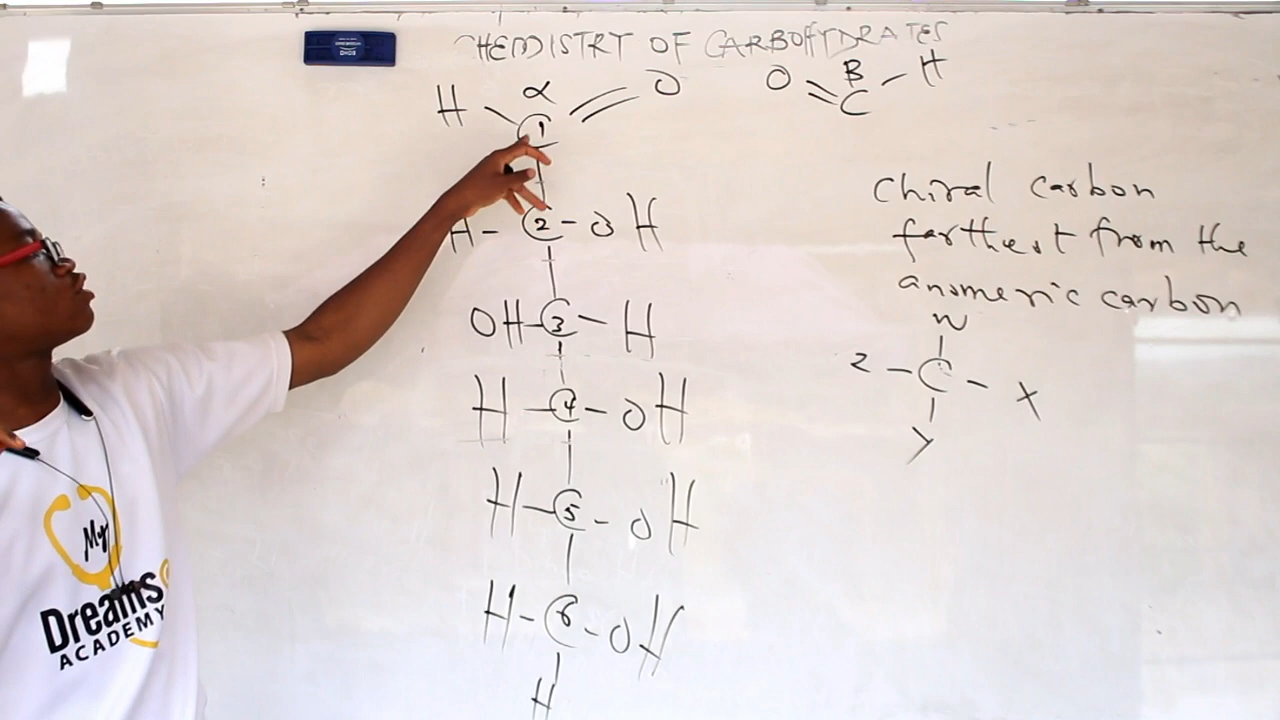 CHEMISTRY OF CARBOHYDRATES
H α O
1
O B H
C
H - 2 - OH
OH - 3 - H
H - 4 - OH
H - 5 - OH
H - 6 - OH
H
Chiral carbon
farthest from the
anomeric carbon
W
Z - C - X
Y
My
Dreams
ACADEMY